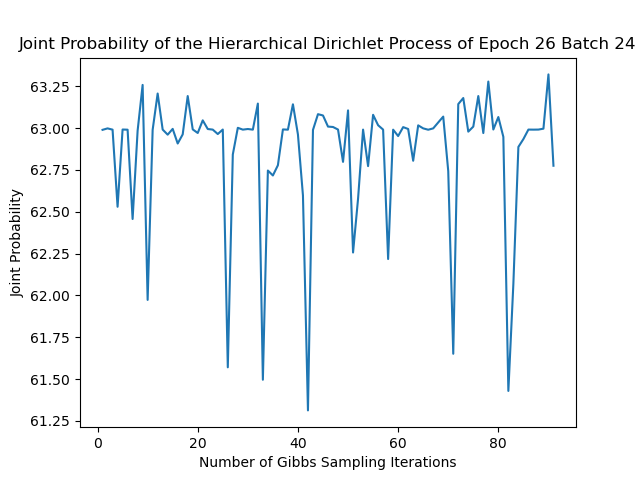 Joint Probability of the Hierarchical Dirichlet Process of Epoch 26 Batch 24
63.25
63.00
62.75
62.50
62.25
62.00
61.75
61.50
61.25
Joint Probability
0 20 40 60 80
Number of Gibbs Sampling Iterations